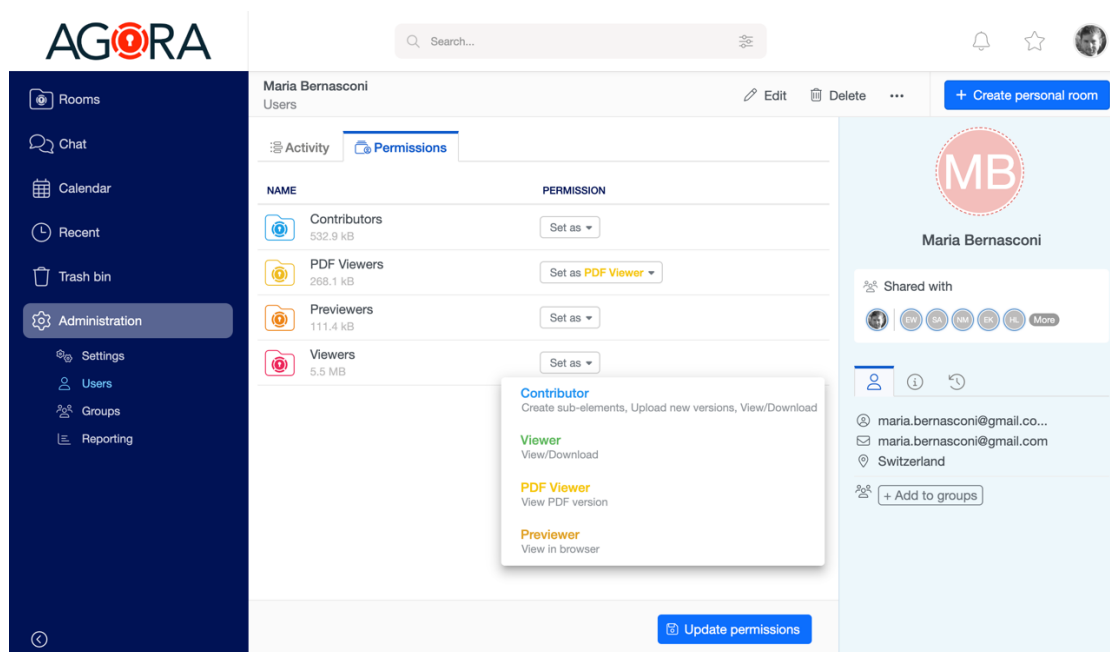 AGORA
Search...
Rooms
Chat
Calendar
Recent
Trash bin
Administration
Settings
Users
Groups
Reporting
Maria Bernasconi
Users
Edit
Delete
...
+ Create personal room
Activity
Permissions
NAME PERMISSION
Contributors
532.9 kB
Set as
PDF Viewers
268.1 kB
Set as PDF Viewer
Previewers
111.4 kB
Set as
Viewers
5.5 MB
Set as
Contributor
Create sub-elements, Upload new versions, View/Download
Viewer
View/Download
PDF Viewer
View PDF version
Previewer
View in browser
Update permissions
MB
Maria Bernasconi
Shared with
EW SA NM EK HL More
maria.bernasconi@gmail.co...
maria.bernasconi@gmail.com
Switzerland
+ Add to groups